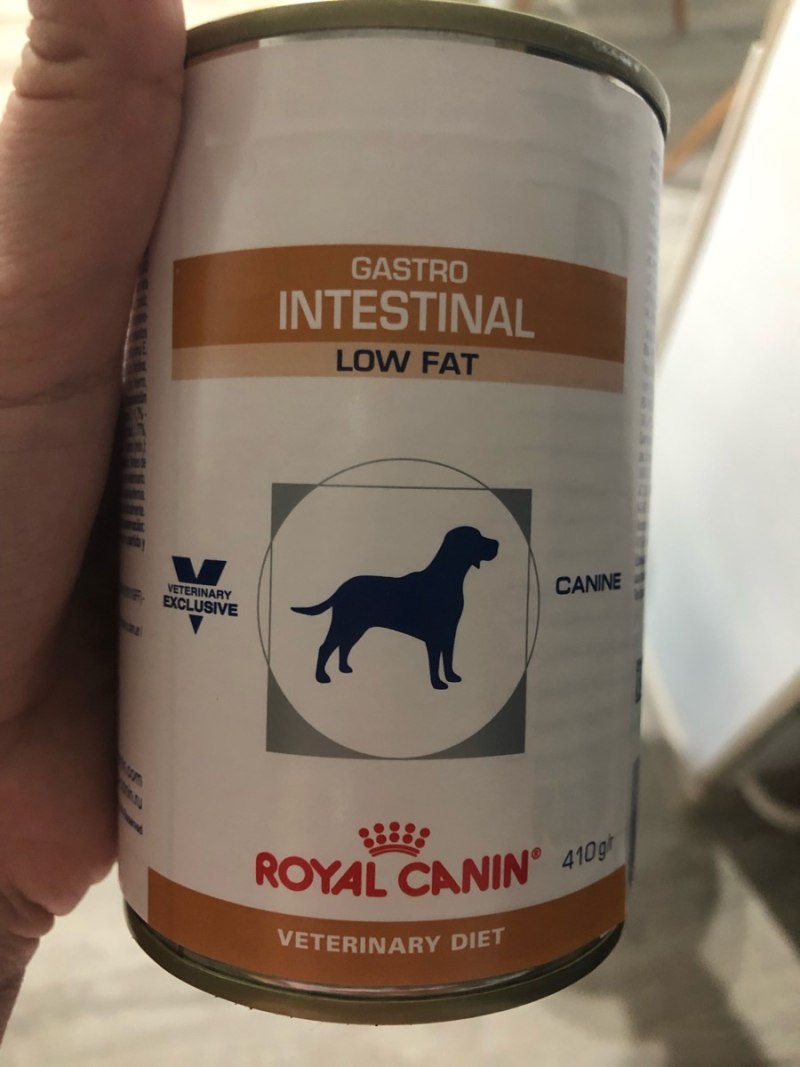 GASTRO
INTESTINAL
LOW FAT
VETERINARY
EXCLUSIVE
CANINE
ROYAL CANIN®
410g
VETERINARY DIET